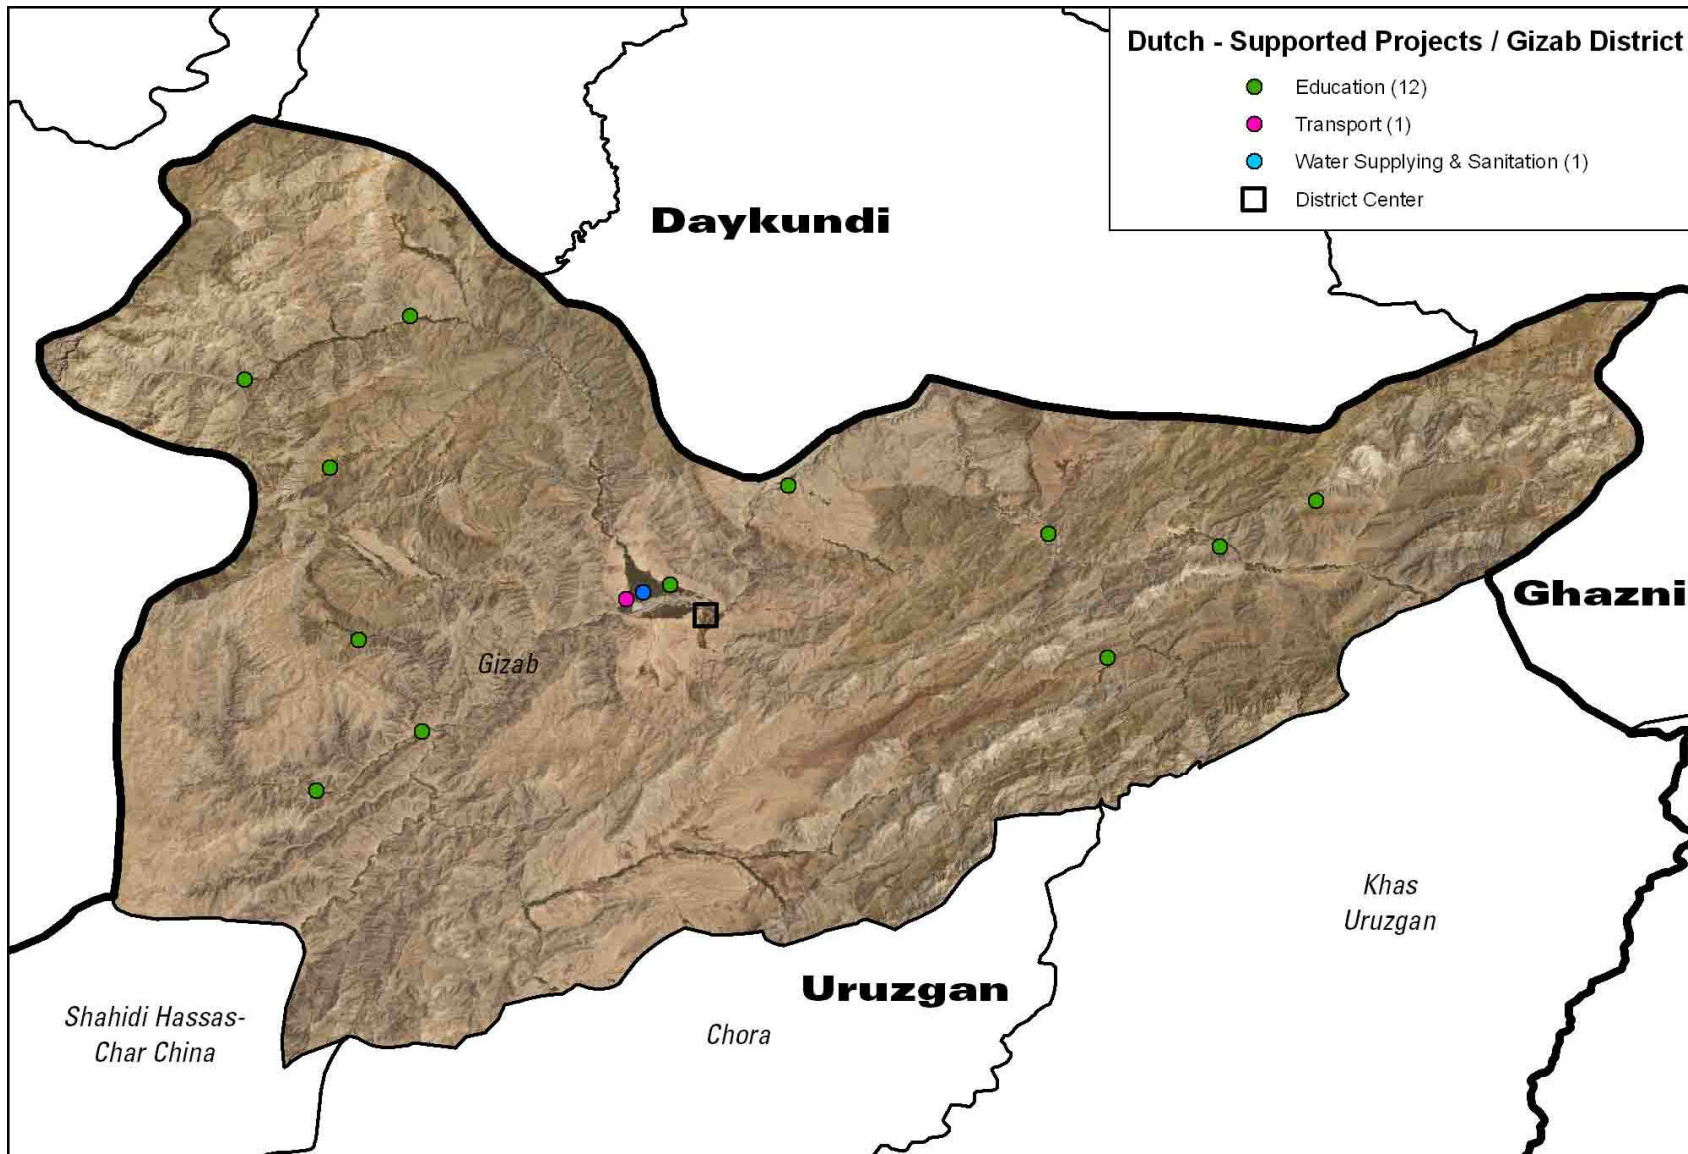 Dutch - Supported Projects / Gizab District
Education (12)
Transport (1)
Water Supplying & Sanitation (1)
District Center
Daykundi
Ghazni
Gizab
Khas
Uruzgan
Uruzgan
Shahidi Hassas-
Char China
Chora